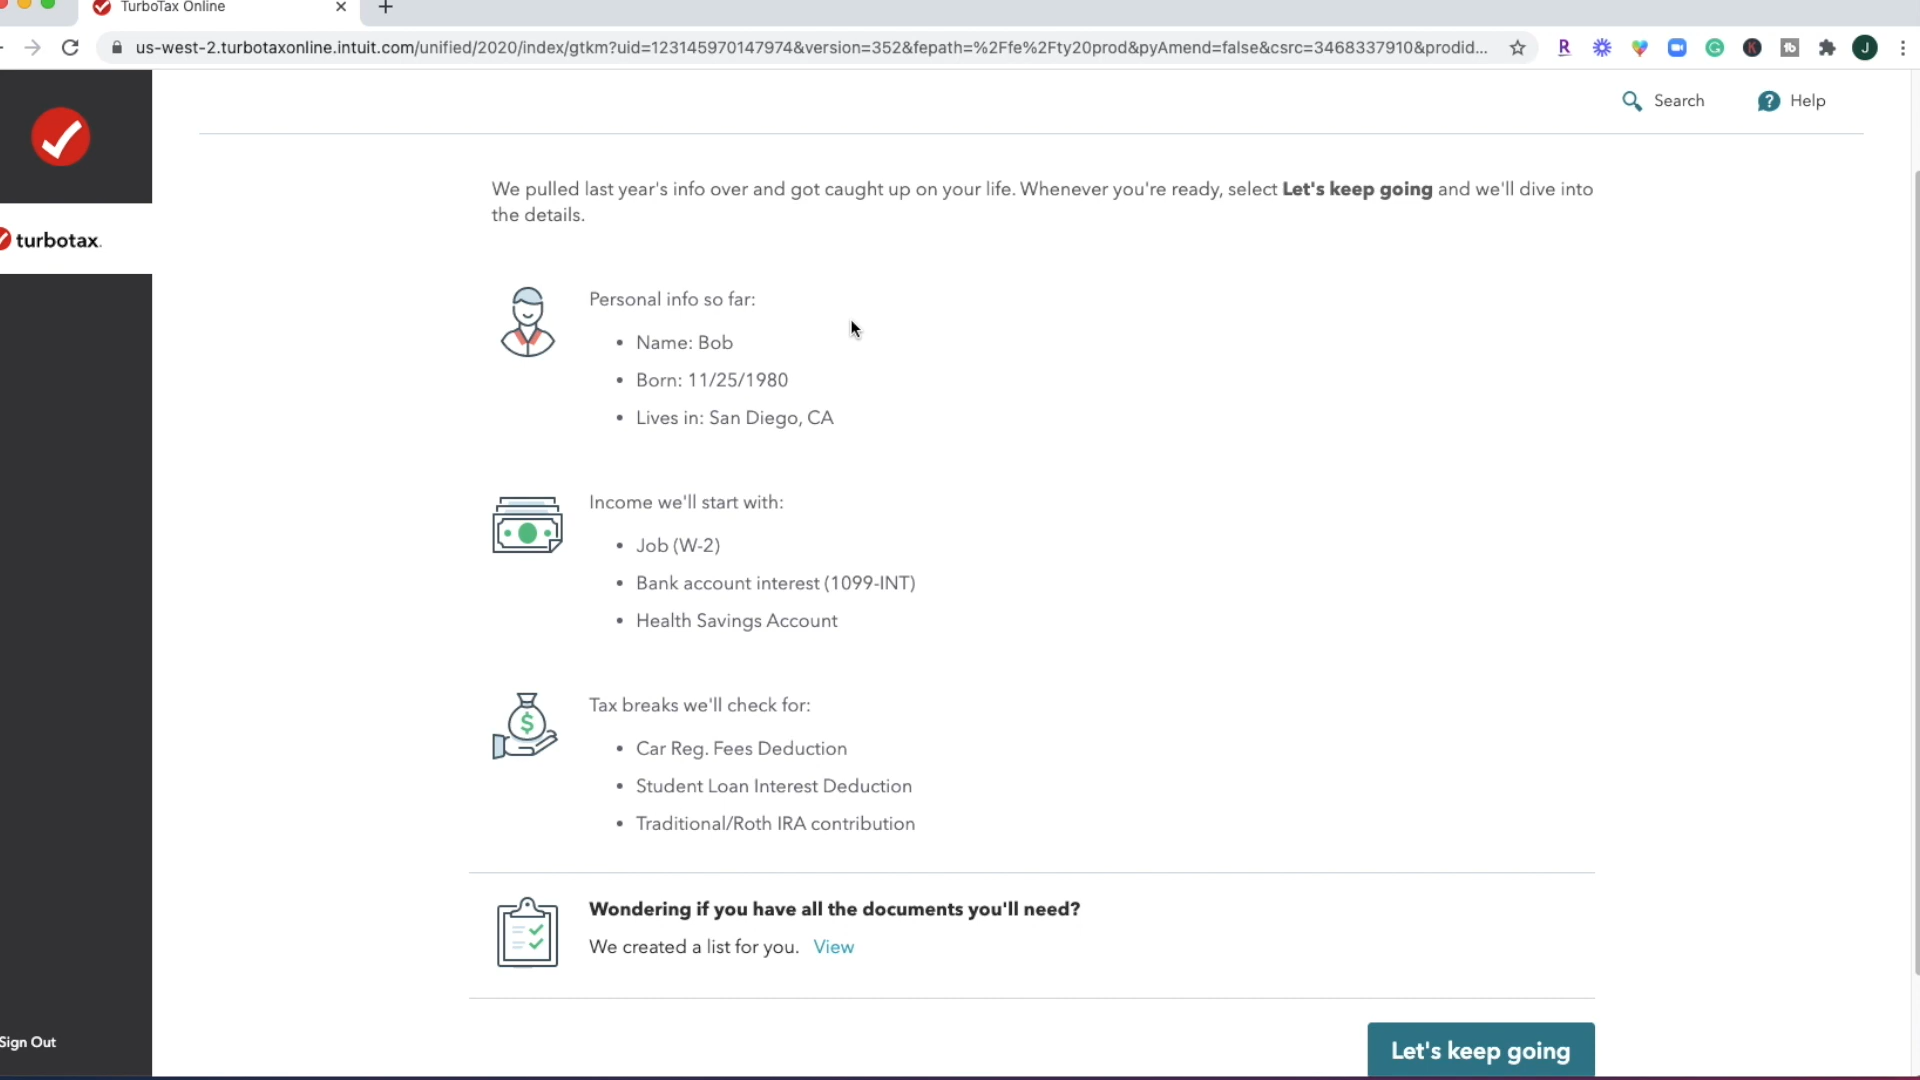 TurboTax Online
us-west-2.turbotaxonline.intuit.com/unified/2020/index/gtkm?uid=123145970147974&version=352&fepath=%2Ffe%2Fty20prod&pyAmend=false&csrc=3468337910&prodid...
R
K
tb
J
Search
? Help
turbotax.
We pulled last year's info over and got caught up on your life. Whenever you're ready, select Let's keep going and we'll dive into
the details.
Personal info so far:
• Name: Bob
• Born: 11/25/1980
• Lives in: San Diego, CA
Income we'll start with:
• Job (W-2)
• Bank account interest (1099-INT)
• Health Savings Account
Tax breaks we'll check for:
$
• Car Reg. Fees Deduction
• Student Loan Interest Deduction
• Traditional/Roth IRA contribution
Wondering if you have all the documents you'll need?
We created a list for you. View
Sign Out
Let's keep going